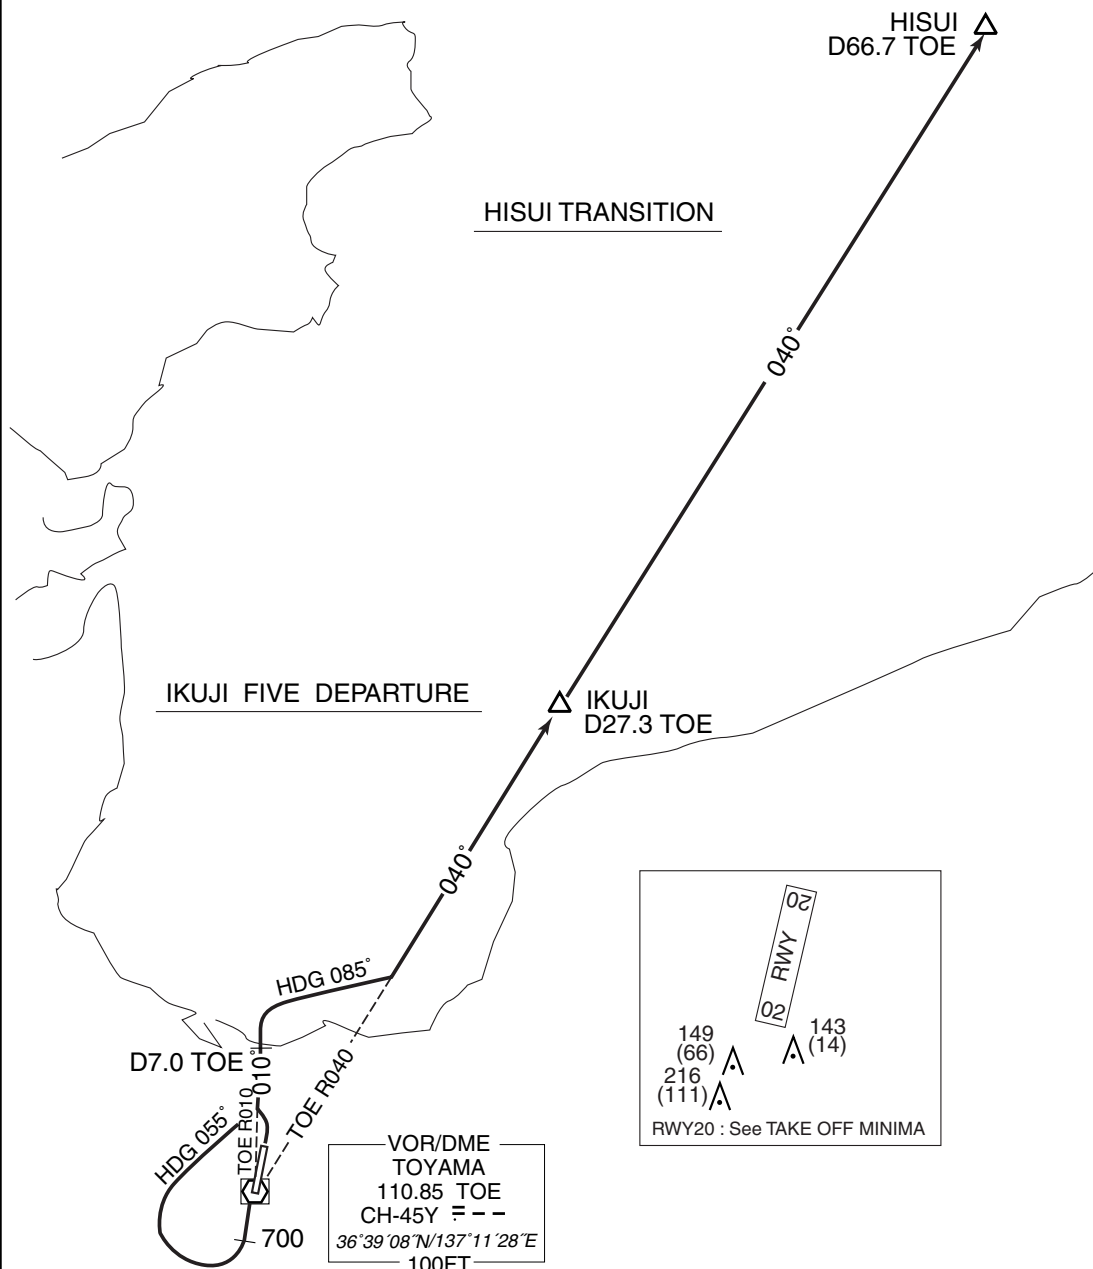 HISUI
D66.7 TOE
HISUI TRANSITION
040°
IKUJI FIVE DEPARTURE
IKUJI
D27.3 TOE
040°
HDG 085°
D7.0 TOE
010°
TOE R010
TOE R040
HDG 055°
700
VOR/DME
TOYAMA
110.85 TOE
CH-45Y
36°39′08″N/137°11′28″E
100FT
20
RWY
02
149
(66)
143
(14)
216
(111)
RWY20 : See TAKE OFF MINIMA